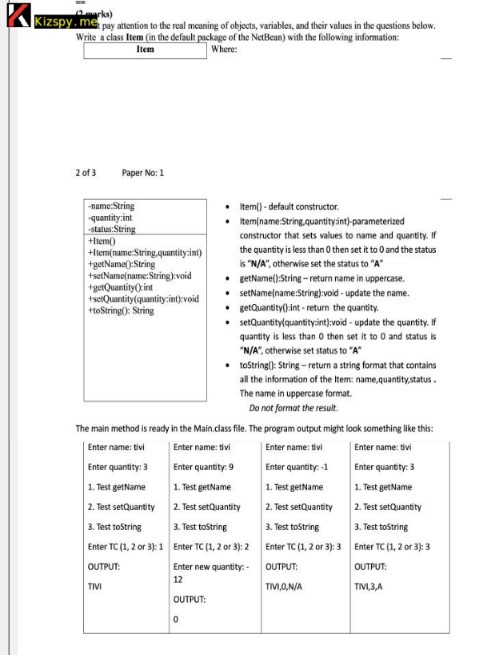 Kizspy.me
(2 marks)
t pay attention to the real meaning of objects, variables, and their values in the questions below.
Write a class Item (in the default package of the NetBean) with the following information:
Item
Where:
2 of 3 Paper No: 1
-name:String
-quantity:int
-status:String
+Item()
+Item(name:String,quantity:int)
+getName():String
+setName(name:String):void
+getQuantity():int
+setQuantity(quantity:int):void
+toString(): String
• Item() - default constructor.
• Item(name:String,quantity:int)-parameterized
constructor that sets values to name and quantity. If
the quantity is less than 0 then set it to 0 and the status
is "N/A", otherwise set the status to "A"
• getName():String – return name in uppercase.
• setName(name:String):void - update the name.
• getQuantity():int - return the quantity.
• setQuantity(quantity:int):void - update the quantity. If
quantity is less than 0 then set it to 0 and status is
"N/A", otherwise set status to "A"
• toString(): String – return a string format that contains
all the information of the Item: name,quantity,status .
The name in uppercase format.
Do not format the result.
The main method is ready in the Main.class file. The program output might look something like this:
Enter name: tivi
Enter quantity: 3
1. Test getName
2. Test setQuantity
3. Test toString
Enter TC (1, 2 or 3): 1
OUTPUT:
TIVI
Enter name: tivi
Enter quantity: 9
1. Test getName
2. Test setQuantity
3. Test toString
Enter TC (1, 2 or 3): 2
Enter new quantity: -
12
OUTPUT:
0
Enter name: tivi
Enter quantity: -1
1. Test getName
2. Test setQuantity
3. Test toString
Enter TC (1, 2 or 3): 3
OUTPUT:
TIVI,0,N/A
Enter name: tivi
Enter quantity: 3
1. Test getName
2. Test setQuantity
3. Test toString
Enter TC (1, 2 or 3): 3
OUTPUT:
TIVI,3,A